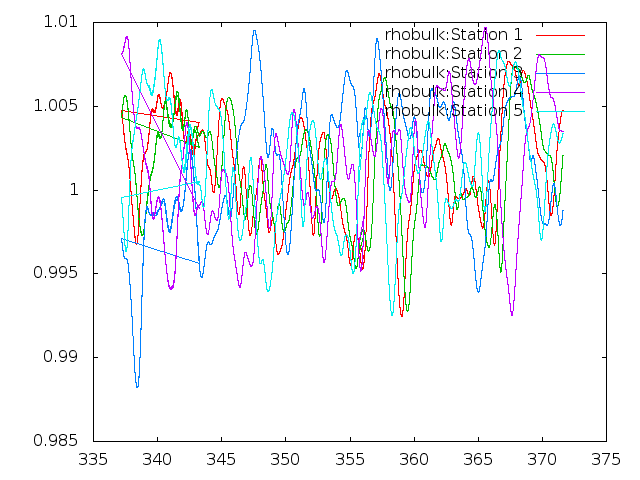 1.01
1.005
1
0.995
0.99
0.985
335 340 345 350 355 360 365 370 375
rhobulk:Station 1
rhobulk:Station 2
rhobulk:Station
rhobulk:Station 4
rhobulk:Station 5